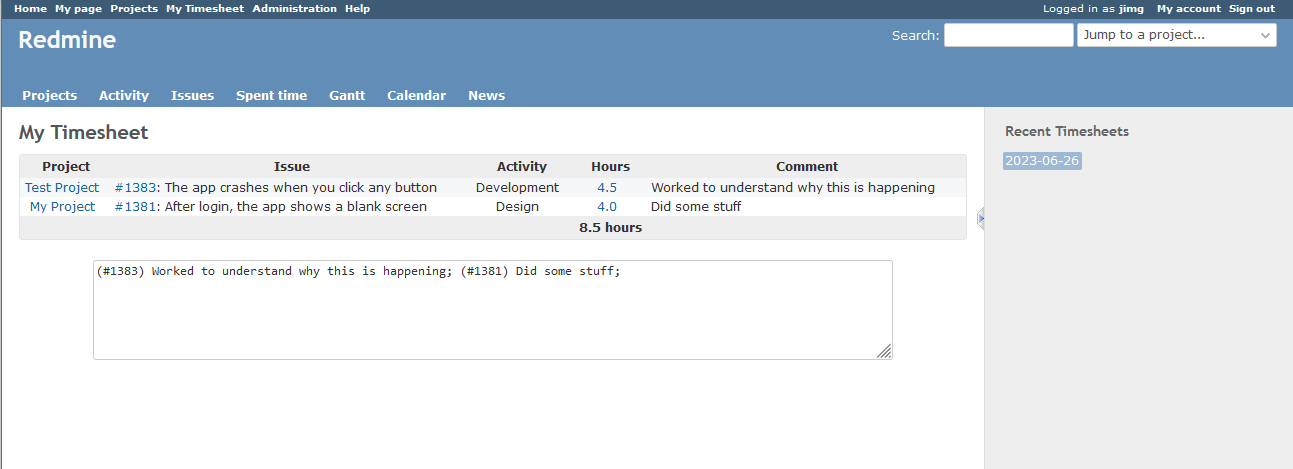 Home My page Projects My Timesheet Administration Help Logged in as jimg My account Sign out
Redmine Search: Jump to a project...
Projects Activity Issues Spent time Gantt Calendar News
My Timesheet
Project Issue Activity Hours Comment
Test Project #1383: The app crashes when you click any button Development 4.5 Worked to understand why this is happening
My Project #1381: After login, the app shows a blank screen Design 4.0 Did some stuff
8.5 hours
(#1383) Worked to understand why this is happening; (#1381) Did some stuff;
Recent Timesheets
2023-06-26